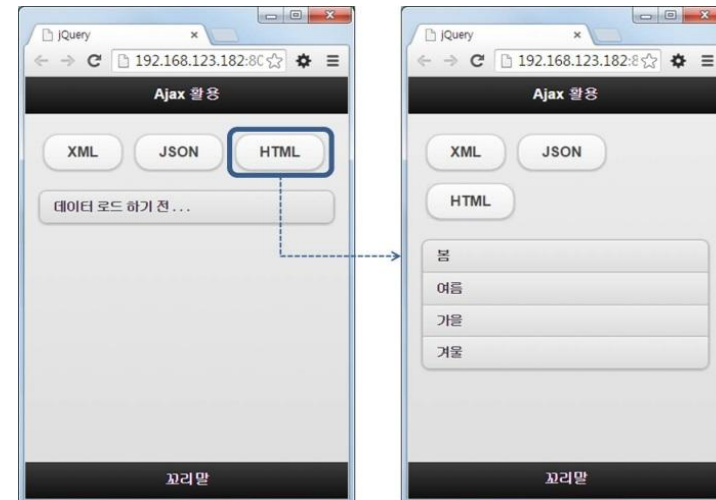 jQuery
192.168.123.182:80
Ajax 활용
XML JSON HTML
데이터 로드 하기 전 . . .
꼬리말
jQuery
192.168.123.182:8
Ajax 활용
XML JSON
HTML
봄
여름
가을
겨울
꼬리말